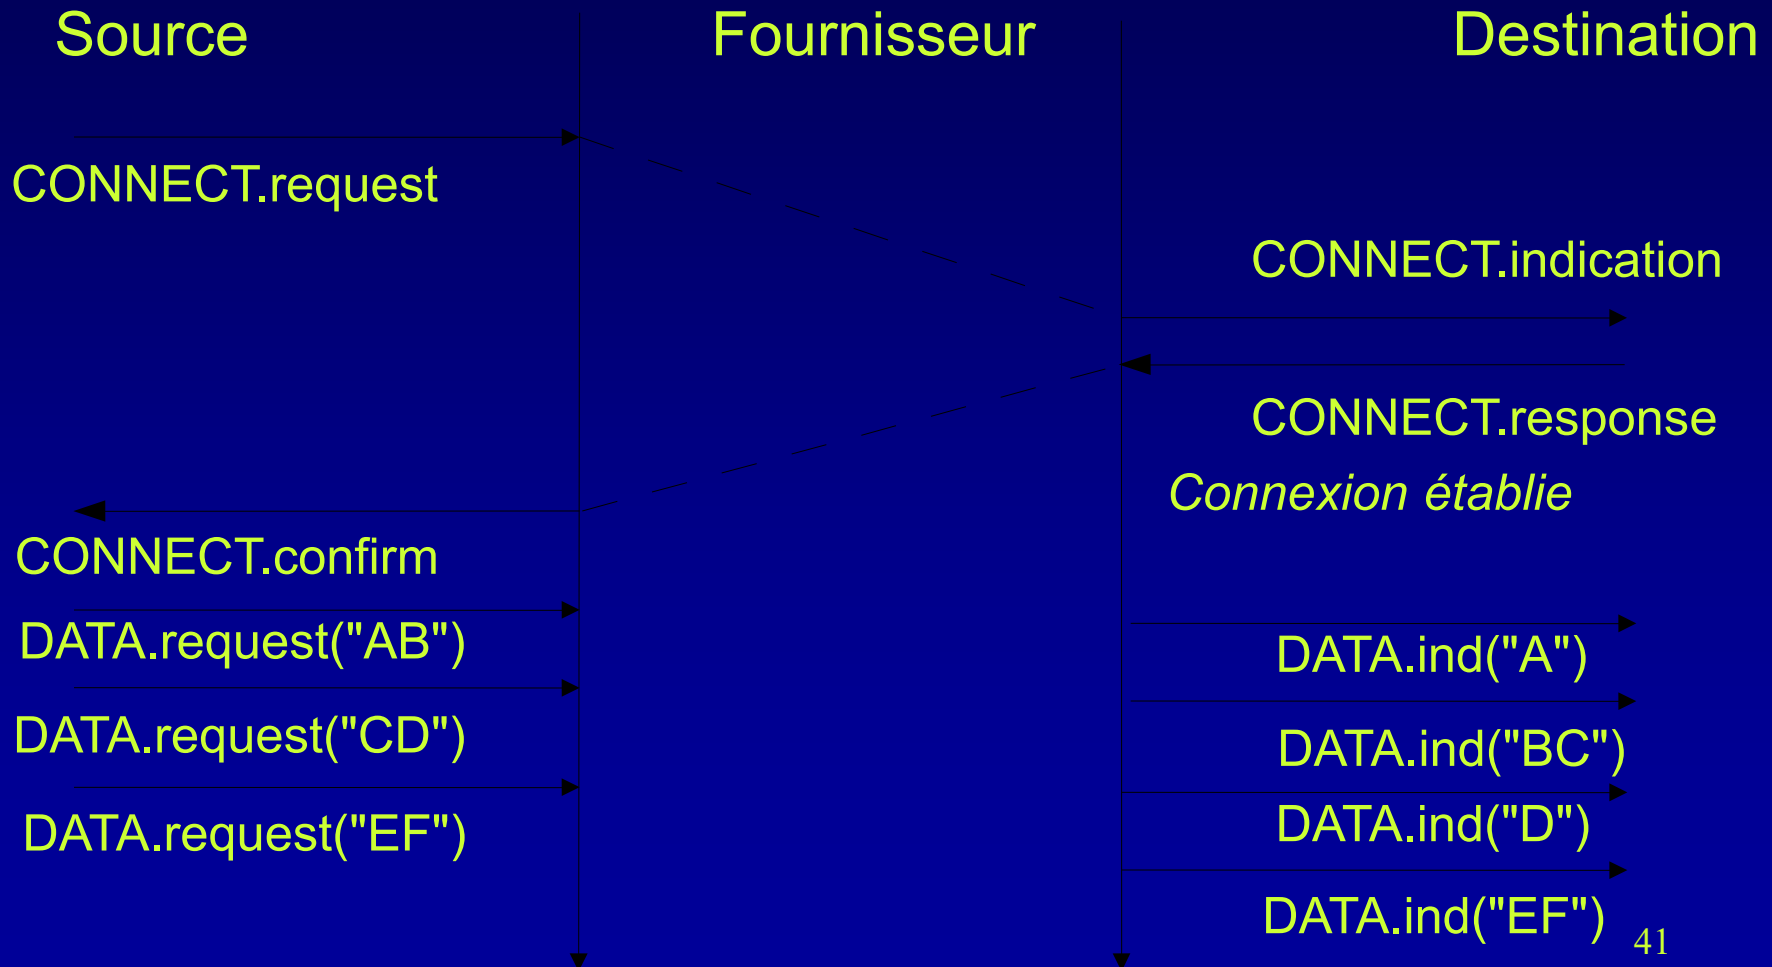 Source
Fournisseur
Destination
CONNECT.request
CONNECT.indication
CONNECT.response
Connexion établie
CONNECT.confirm
DATA.request("AB")
DATA.ind("A")
DATA.request("CD")
DATA.ind("BC")
DATA.request("EF")
DATA.ind("D")
DATA.ind("EF")
41